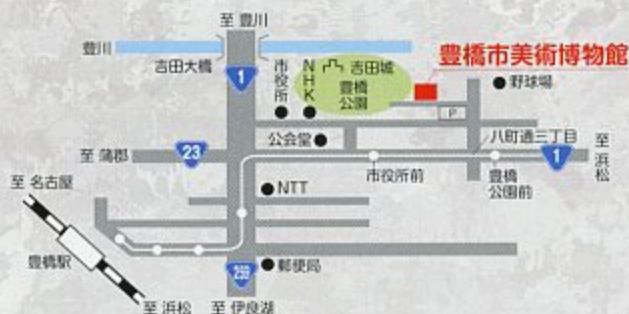 至 豊川
豊川
吉田大橋
1
市役所
NHK
吉田城
豊橋
公園
豊橋市美術博物館
野球場
P
公会堂
八町通三丁目
至 蒲郡
23
市役所前
豊橋
公園前
1
至 浜松
至 名古屋
NTT
豊橋駅
259
郵便局
至 浜松
至 伊良湖